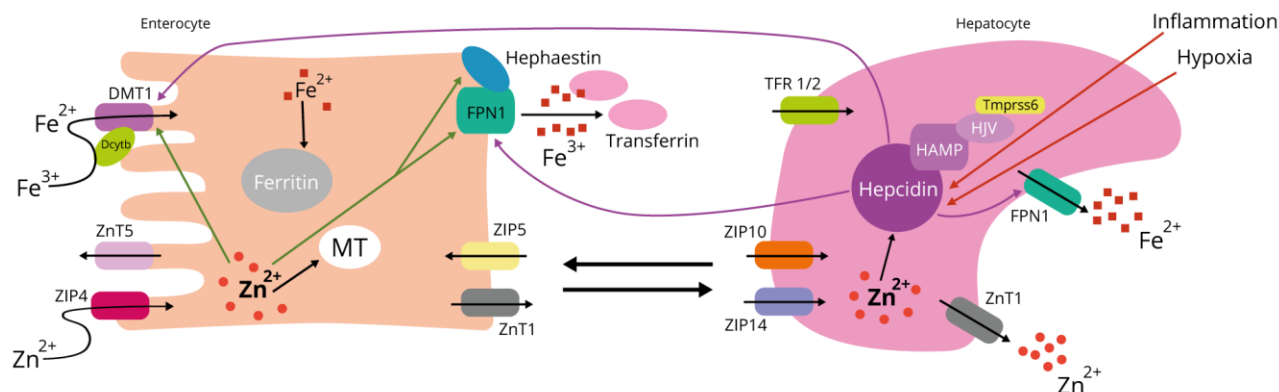 Enterocyte
Hepatocyte
Inflammation
Hypoxia
Hephaestin
DMT1
Fe²⁺
Fe²⁺
FPN1
TFR 1/2
Tmprss6
HJV
HAMP
Dcytb
Fe³⁺
Transferrin
Fe³⁺
Ferritin
Hepcidin
FPN1
Fe²⁺
ZnT5
MT
ZIP5
ZIP10
Zn²⁺
Zn²⁺
ZIP4
ZnT1
ZIP14
ZnT1
Zn²⁺
Zn²⁺